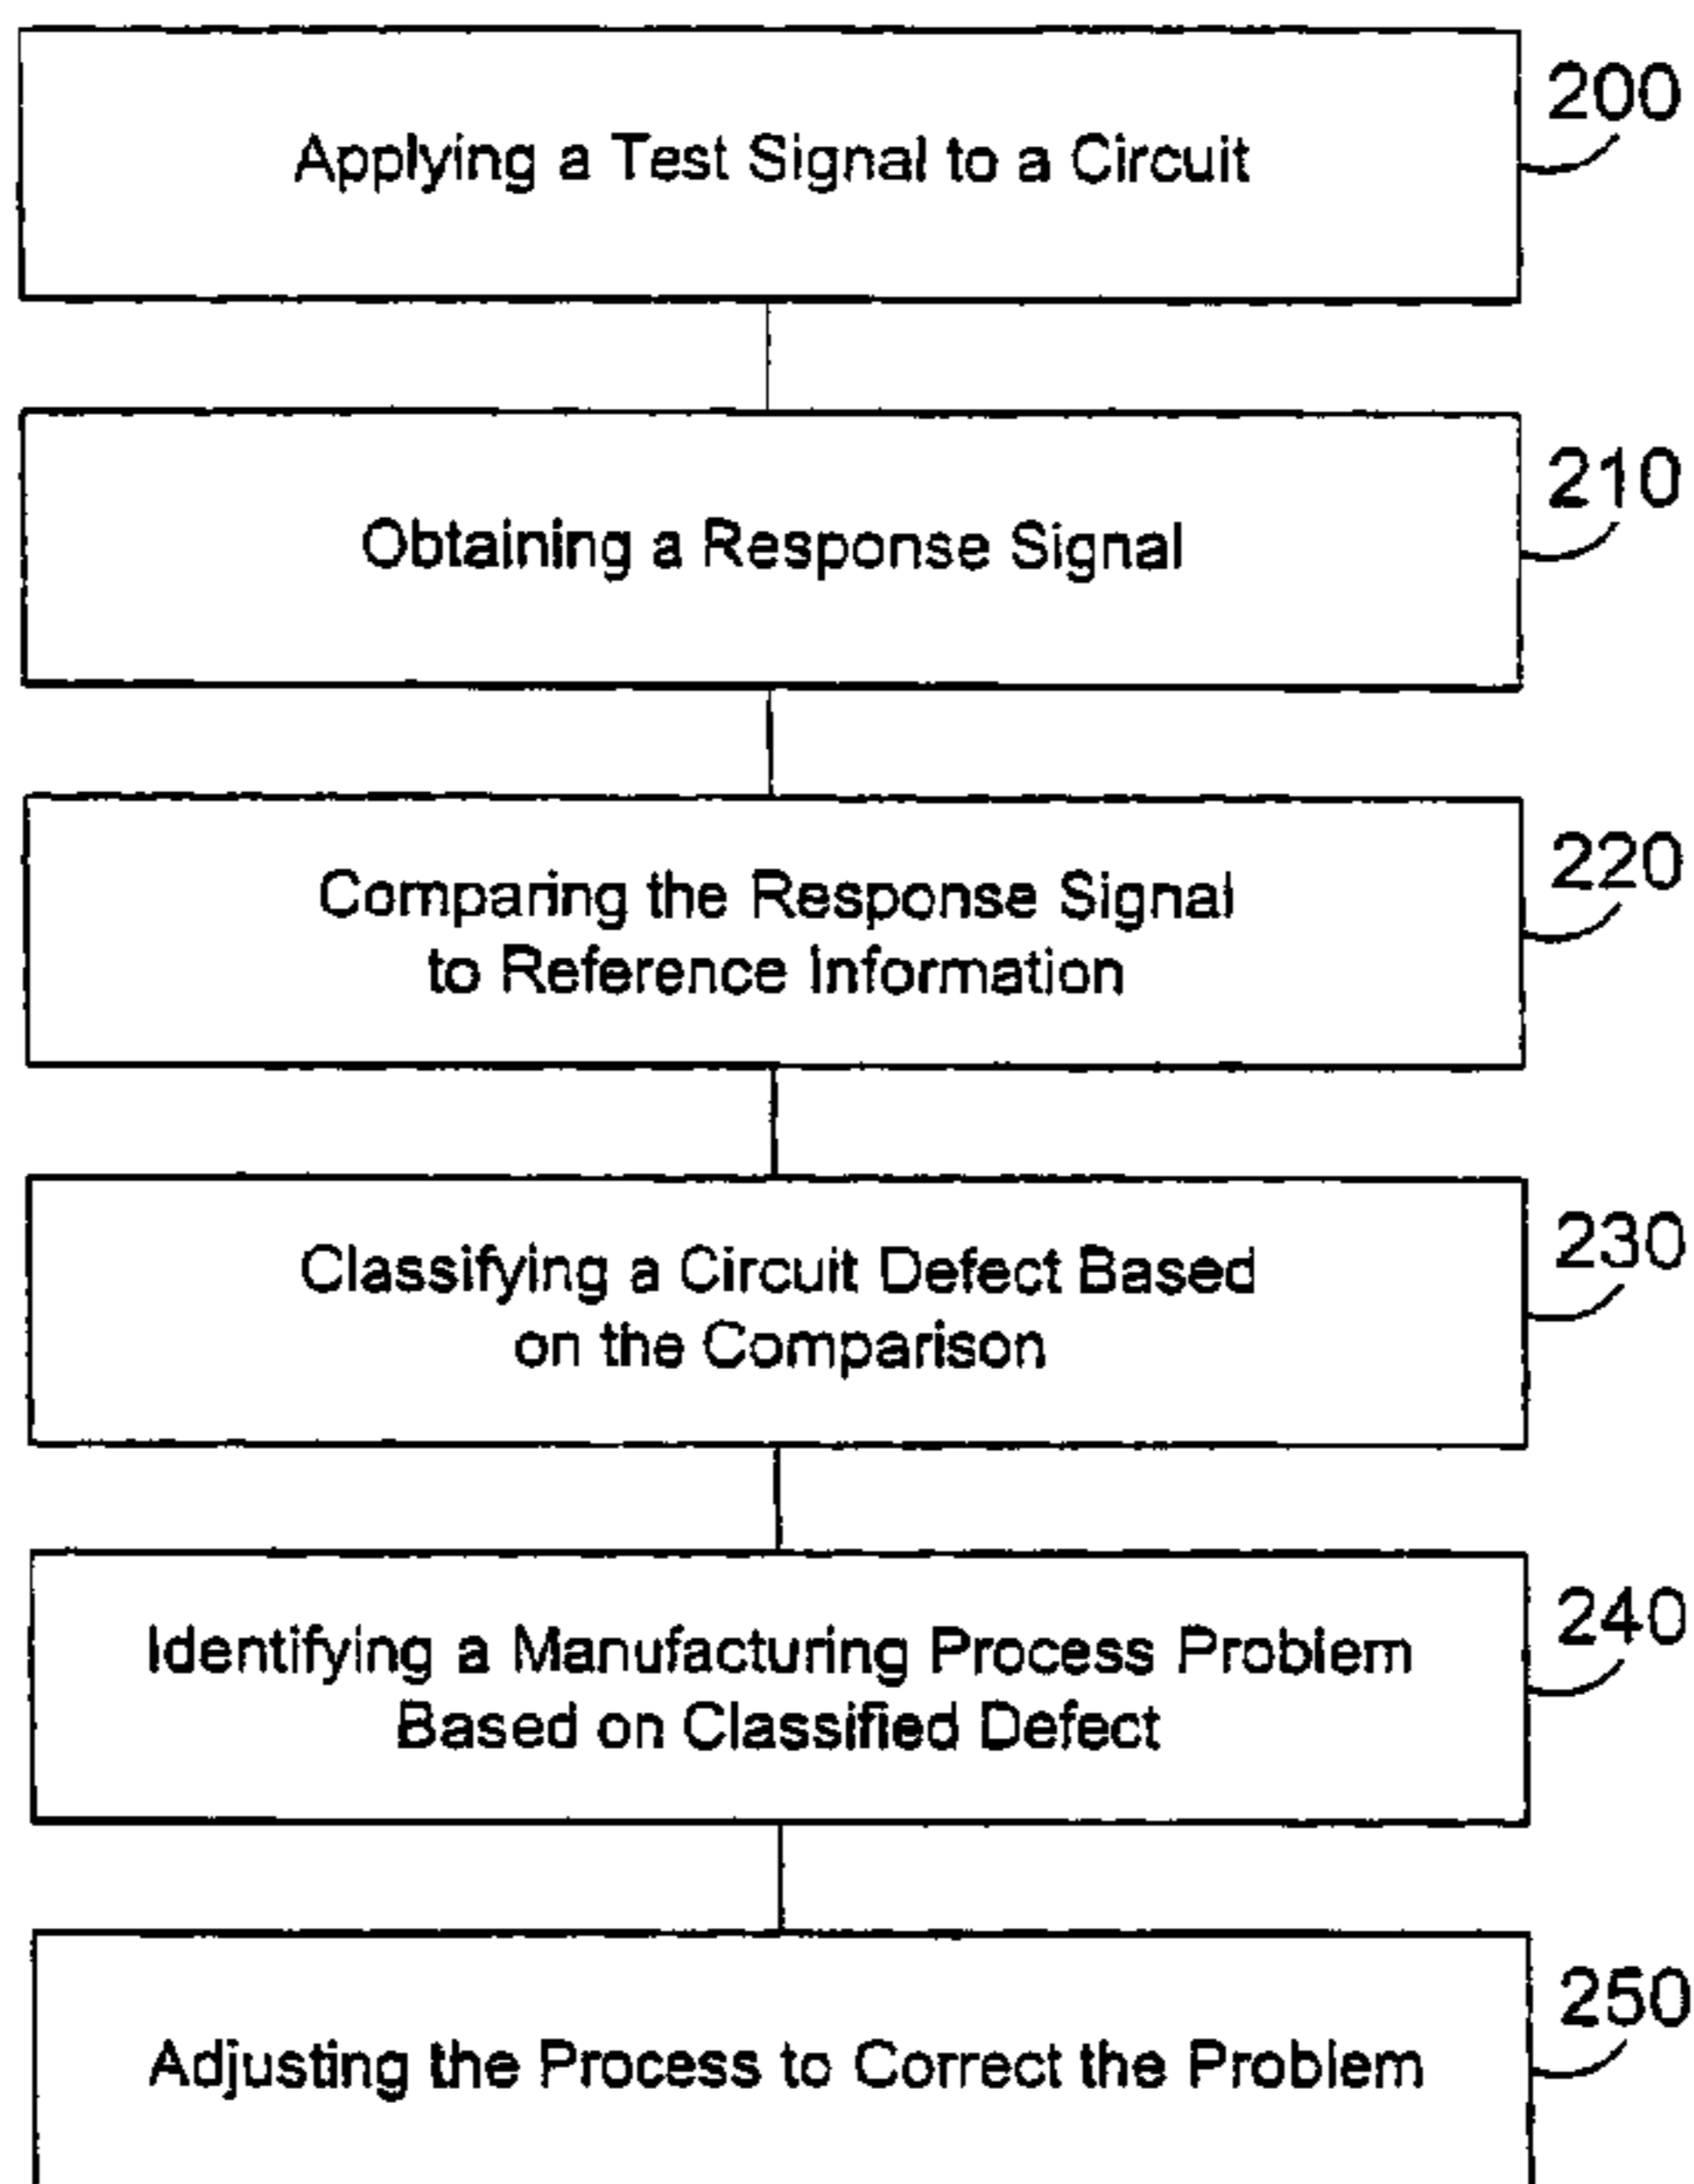 200
Applying a Test Signal to a Circuit
210
Obtaining a Response Signal
220
Comparing the Response Signal
to Reference Information
230
Classifying a Circuit Defect Based
on the Comparison
240
Identifying a Manufacturing Process Problem
Based on Classified Defect
250
Adjusting the Process to Correct the Problem